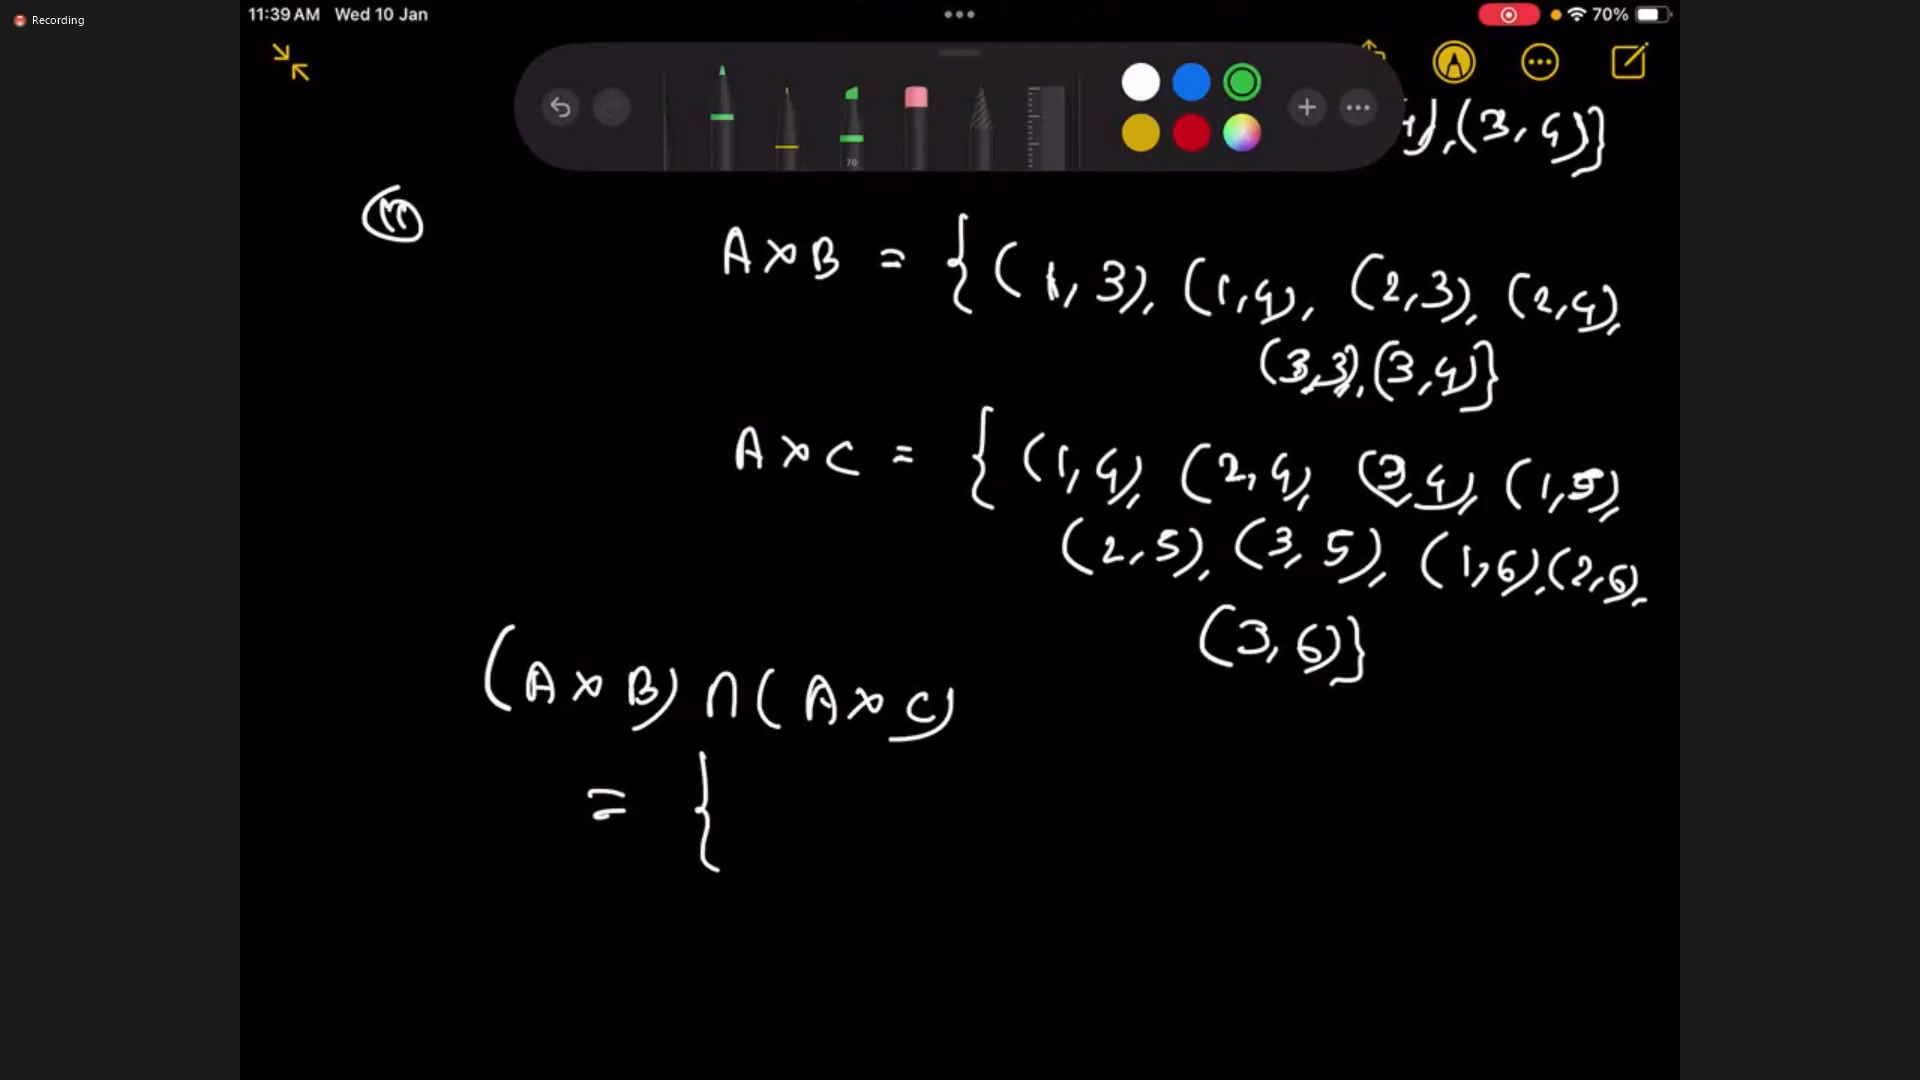 Recording
11:39 AM Wed 10 Jan
70%
70
,(3,4)}
A×B = {(1,3), (1,4), (2,3), (2,4),
(3,3),(3,4)}
A×C = {(1,4), (2,4), (3,4), (1,5),
(2,5), (3,5), (1,6),(2,6),
(3,6)}
(A×B)∩(A×C)
= {